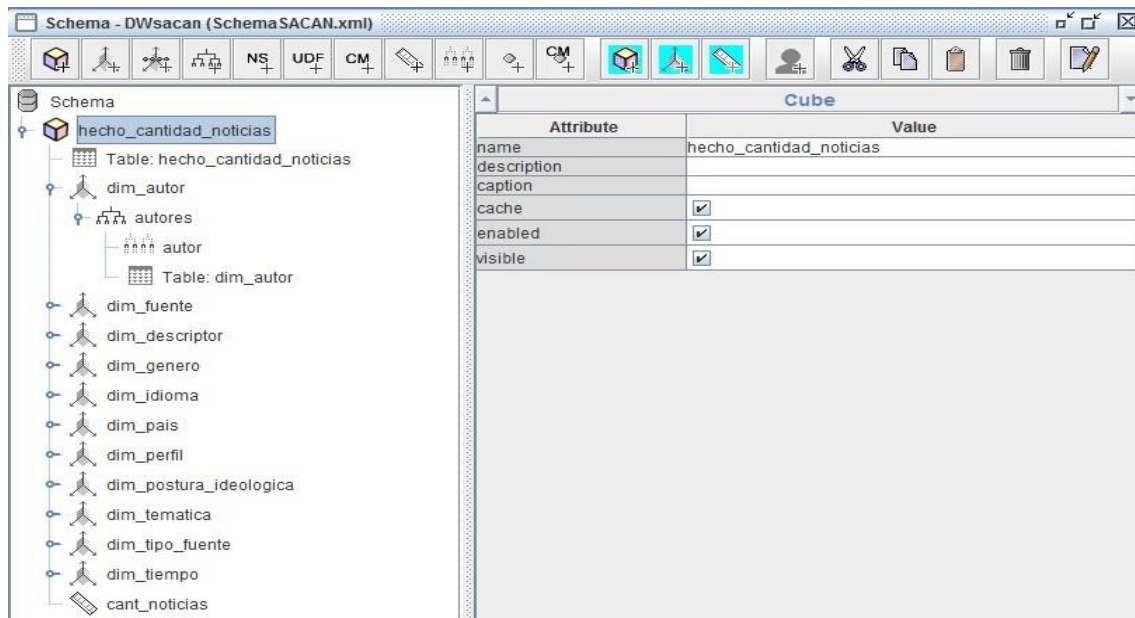 Schema - DWsacan (SchemaSACAN.xml)
NS UDF CM CM
Schema
hecho_cantidad_noticias
Table: hecho_cantidad_noticias
dim_autor
autores
autor
Table: dim_autor
dim_fuente
dim_descriptor
dim_genero
dim_idioma
dim_pais
dim_perfil
dim_postura_ideologica
dim_tematica
dim_tipo_fuente
dim_tiempo
cant_noticias
Cube
Attribute Value
name hecho_cantidad_noticias
description
caption
cache
enabled
visible